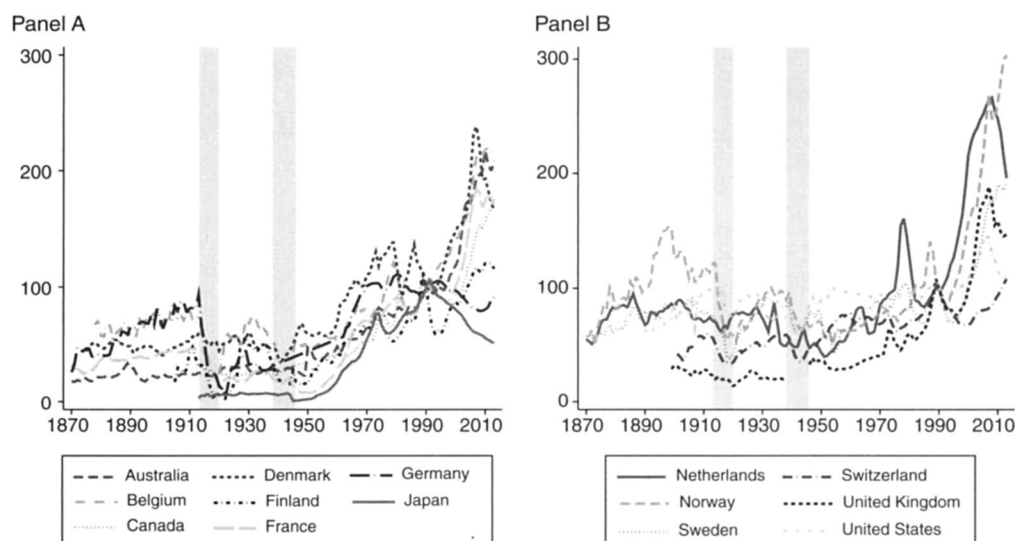 Panel A
300
200
100
0
1870 1890 1910 1930 1950 1970 1990 2010
Australia Denmark Germany
Belgium Finland Japan
Canada France
Panel B
300
200
100
0
1870 1890 1910 1930 1950 1970 1990 2010
Netherlands Switzerland
Norway United Kingdom
Sweden United States